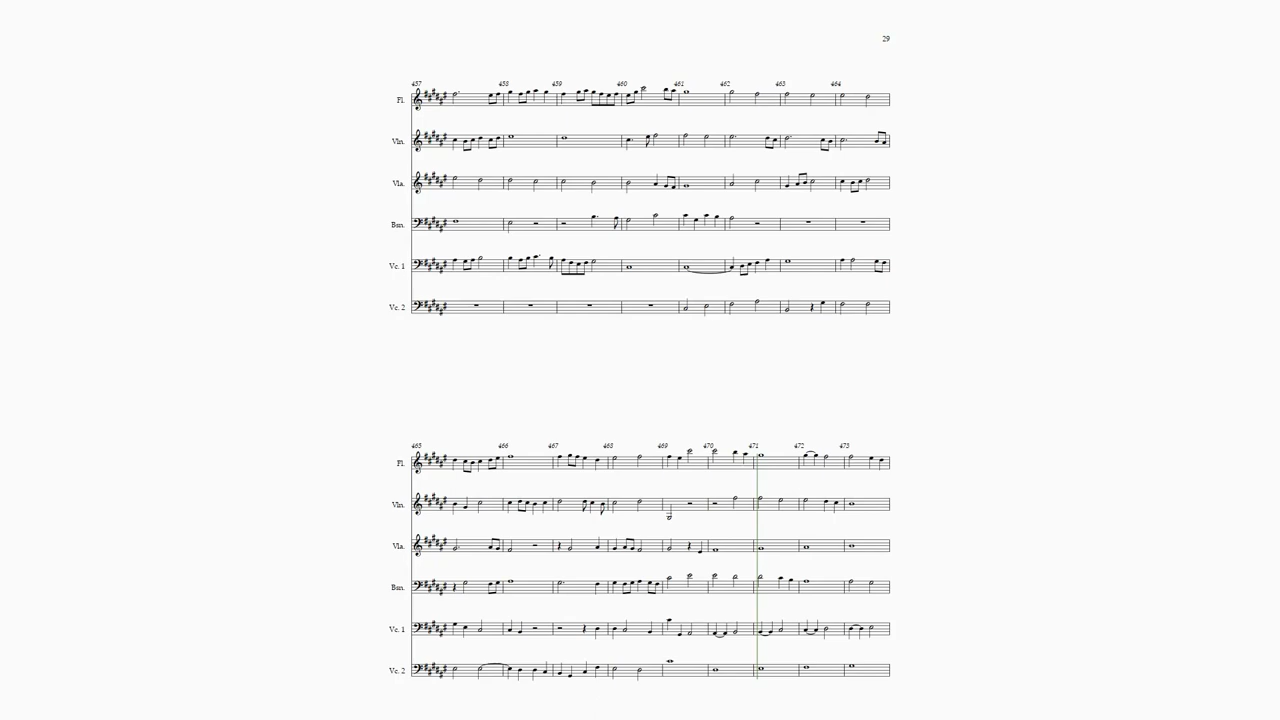 29
457 458 459 460 461 462 463 464
Fl.
Vln.
Vla.
Bsn.
Vc. 1
Vc. 2
465 466 467 468 469 470 471 472 473
Fl.
Vln.
Vla.
Bsn.
Vc. 1
Vc. 2